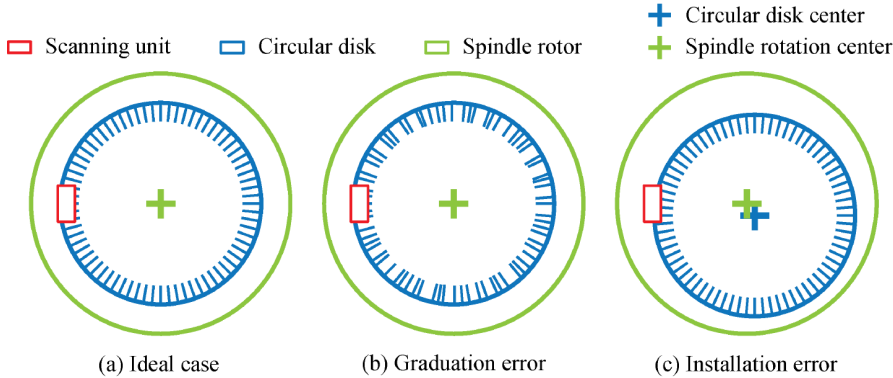 Circular disk center
Scanning unit Circular disk Spindle rotor Spindle rotation center
(a) Ideal case (b) Graduation error (c) Installation error